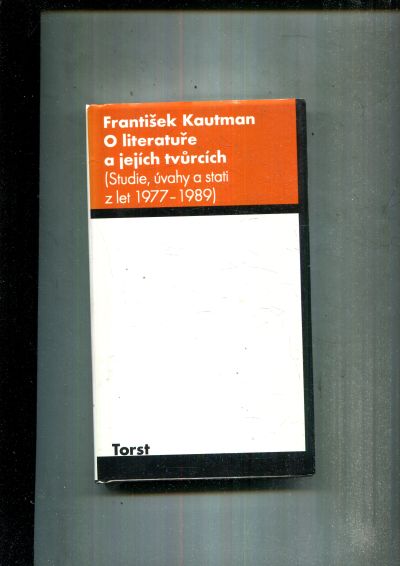 František Kautman
O literatuře
a jejích tvůrcích
(Studie, úvahy a stati
z let 1977–1989)
Torst